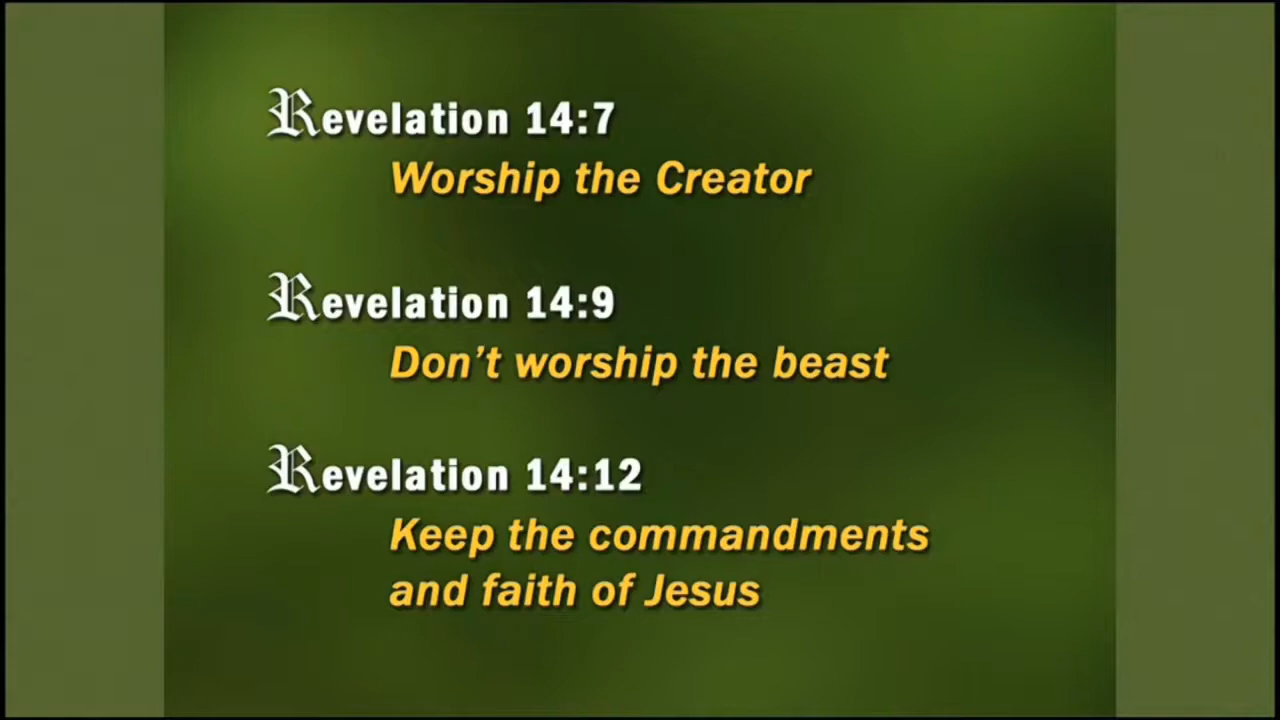 Revelation 14:7
Worship the Creator
Revelation 14:9
Don’t worship the beast
Revelation 14:12
Keep the commandments
and faith of Jesus